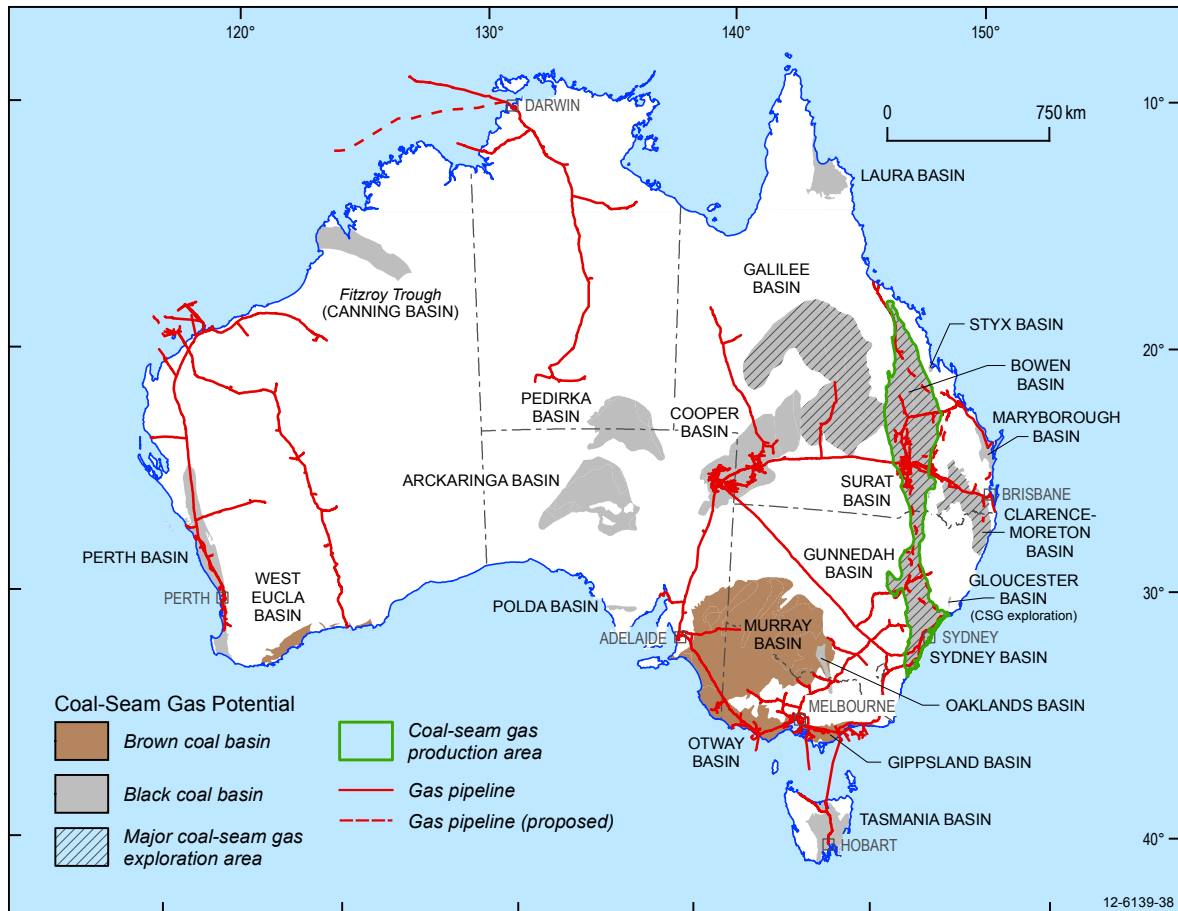 120°
130°
140°
150°
10°
DARWIN
0
750 km
LAURA BASIN
GALILEE
BASIN
Fitzroy Trough
(CANNING BASIN)
STYX BASIN
20°
BOWEN
BASIN
PEDIRKA
BASIN
COOPER
BASIN
MARYBOROUGH
BASIN
ARCKARINGA BASIN
SURAT
BASIN
BRISBANE
CLARENCE-
MORETON
BASIN
PERTH BASIN
GUNNEDAH
BASIN
WEST
EUCLA
BASIN
GLOUCESTER
BASIN
(CSG exploration)
30°
PERTH
POLDA BASIN
MURRAY
BASIN
ADELAIDE
SYDNEY
SYDNEY BASIN
Coal-Seam Gas Potential
MELBOURNE
OAKLANDS BASIN
Brown coal basin
Coal-seam gas
production area
OTWAY
BASIN
GIPPSLAND BASIN
Black coal basin
Gas pipeline
Gas pipeline (proposed)
TASMANIA BASIN
Major coal-seam gas
exploration area
HOBART
40°
12-6139-38